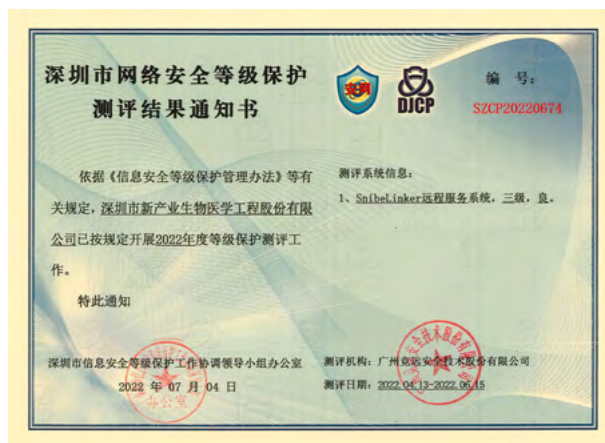 深圳市网络安全等级保护
测评结果通知书
安网
DJCP
编 号：
SZCP20220674
依据《信息安全等级保护管理办法》等有
关规定，深圳市新产业生物医学工程股份有限
公司已按规定开展2022年度等级保护测评工
作。
特此通知
测评系统信息：
1、SnibeLinker远程服务系统，三级，良。
深圳市信息安全等级保护工作协调领导小组办公室
2022 年 07 月 04 日
测评机构：广州竞远安全技术股份有限公司
测评日期：2022.04.13-2022.06.15